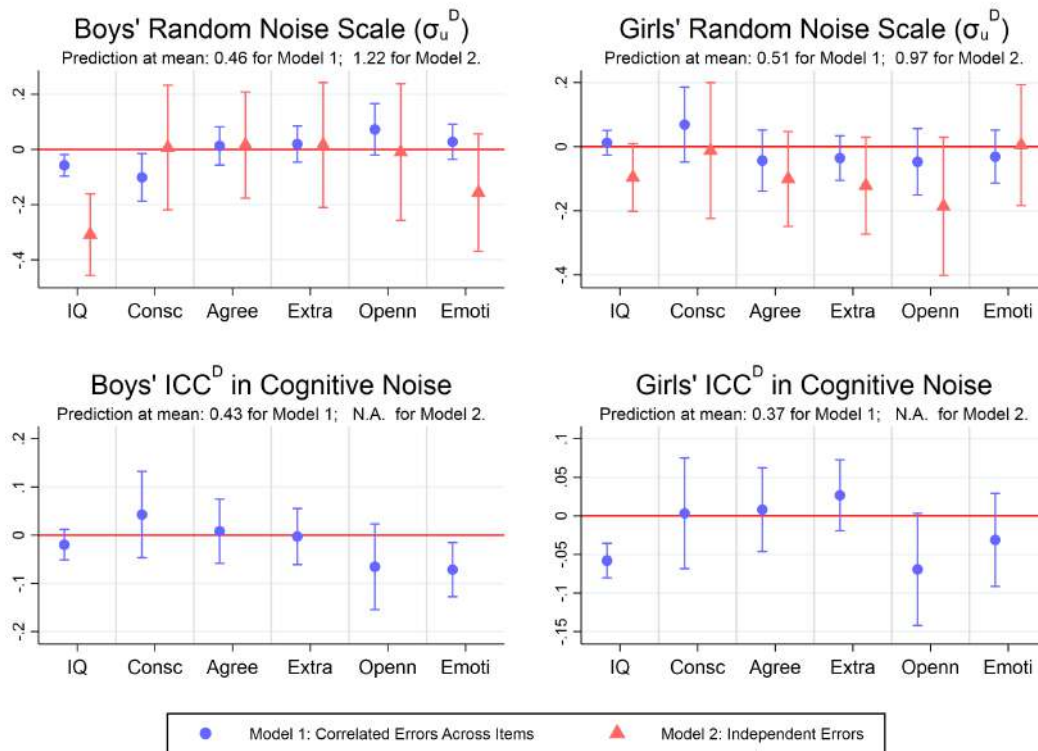 Boys' Random Noise Scale (σᵤᴰ)
Prediction at mean: 0.46 for Model 1; 1.22 for Model 2.
.2
0
-.2
-.4
IQ Consc Agree Extra Openn Emoti
Girls' Random Noise Scale (σᵤᴰ)
Prediction at mean: 0.51 for Model 1; 0.97 for Model 2.
.2
0
-.2
-.4
IQ Consc Agree Extra Openn Emoti
Boys' ICCᴰ in Cognitive Noise
Prediction at mean: 0.43 for Model 1; N.A. for Model 2.
.2
.1
0
-.1
-.2
IQ Consc Agree Extra Openn Emoti
Girls' ICCᴰ in Cognitive Noise
Prediction at mean: 0.37 for Model 1; N.A. for Model 2.
.1
.05
0
-.05
-.1
-.15
IQ Consc Agree Extra Openn Emoti
Model 1: Correlated Errors Across Items Model 2: Independent Errors